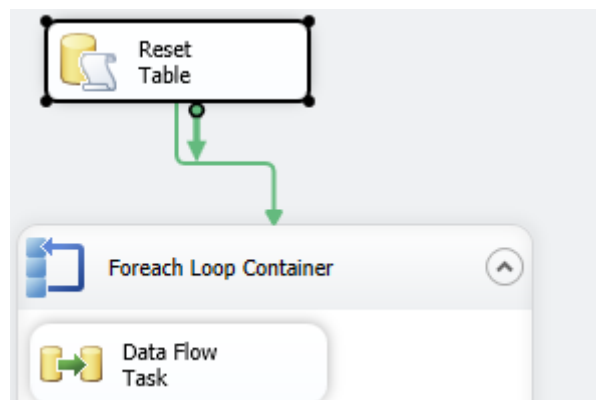 Reset
Table
Foreach Loop Container
Data Flow
Task